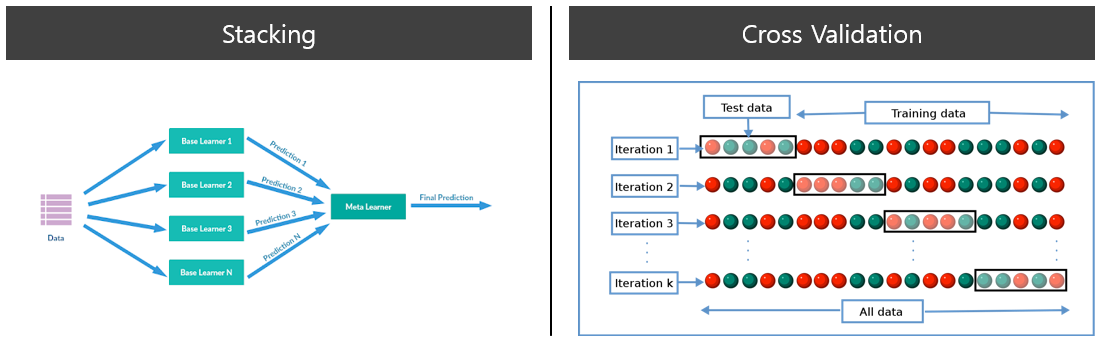 Stacking
Base Learner 1
Base Learner 2
Base Learner 3
Base Learner N
Data
Prediction 1
Prediction 2
Prediction 3
Prediction N
Meta Learner
Final Prediction
Cross Validation
Test data
Training data
Iteration 1
Iteration 2
Iteration 3
Iteration k
All data